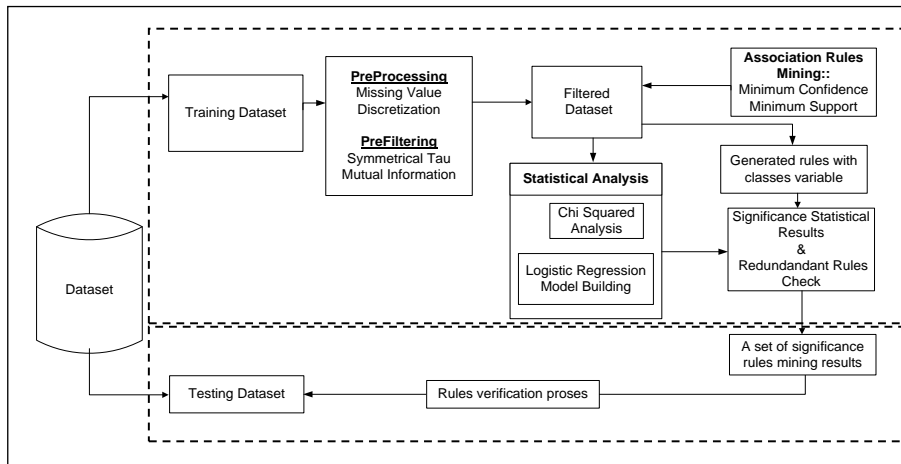 Dataset
Training Dataset
PreProcessing
Missing Value
Discretization
PreFiltering
Symmetrical Tau
Mutual Information
Filtered
Dataset
Association Rules
Mining::
Minimum Confidence
Minimum Support
Generated rules with
classes variable
Statistical Analysis
Chi Squared
Analysis
Logistic Regression
Model Building
Significance Statistical
Results
&
Redundandant Rules
Check
A set of significance
rules mining results
Rules verification proses
Testing Dataset